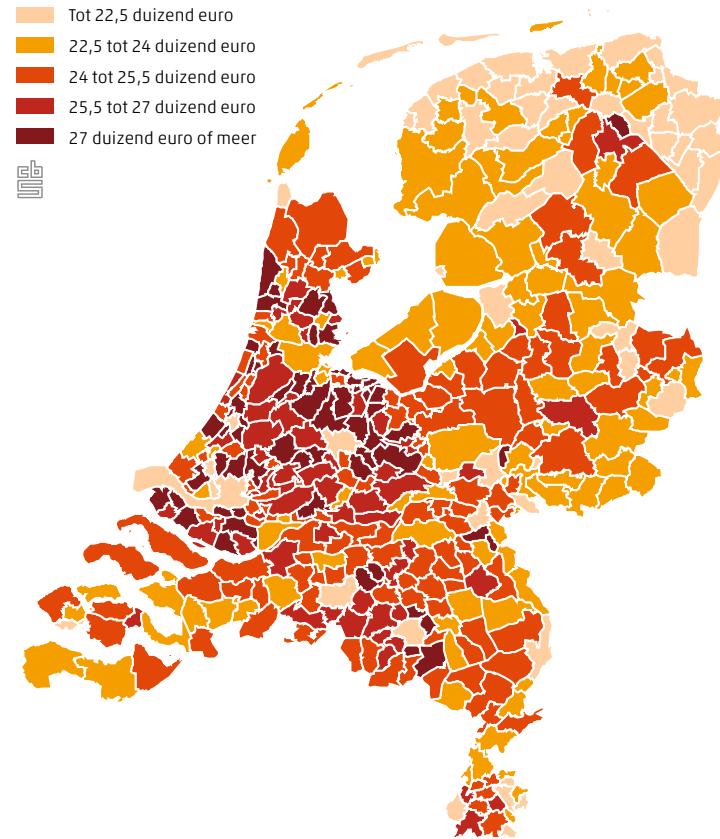 Tot 22,5 duizend euro
22,5 tot 24 duizend euro
24 tot 25,5 duizend euro
25,5 tot 27 duizend euro
27 duizend euro of meer
cbs